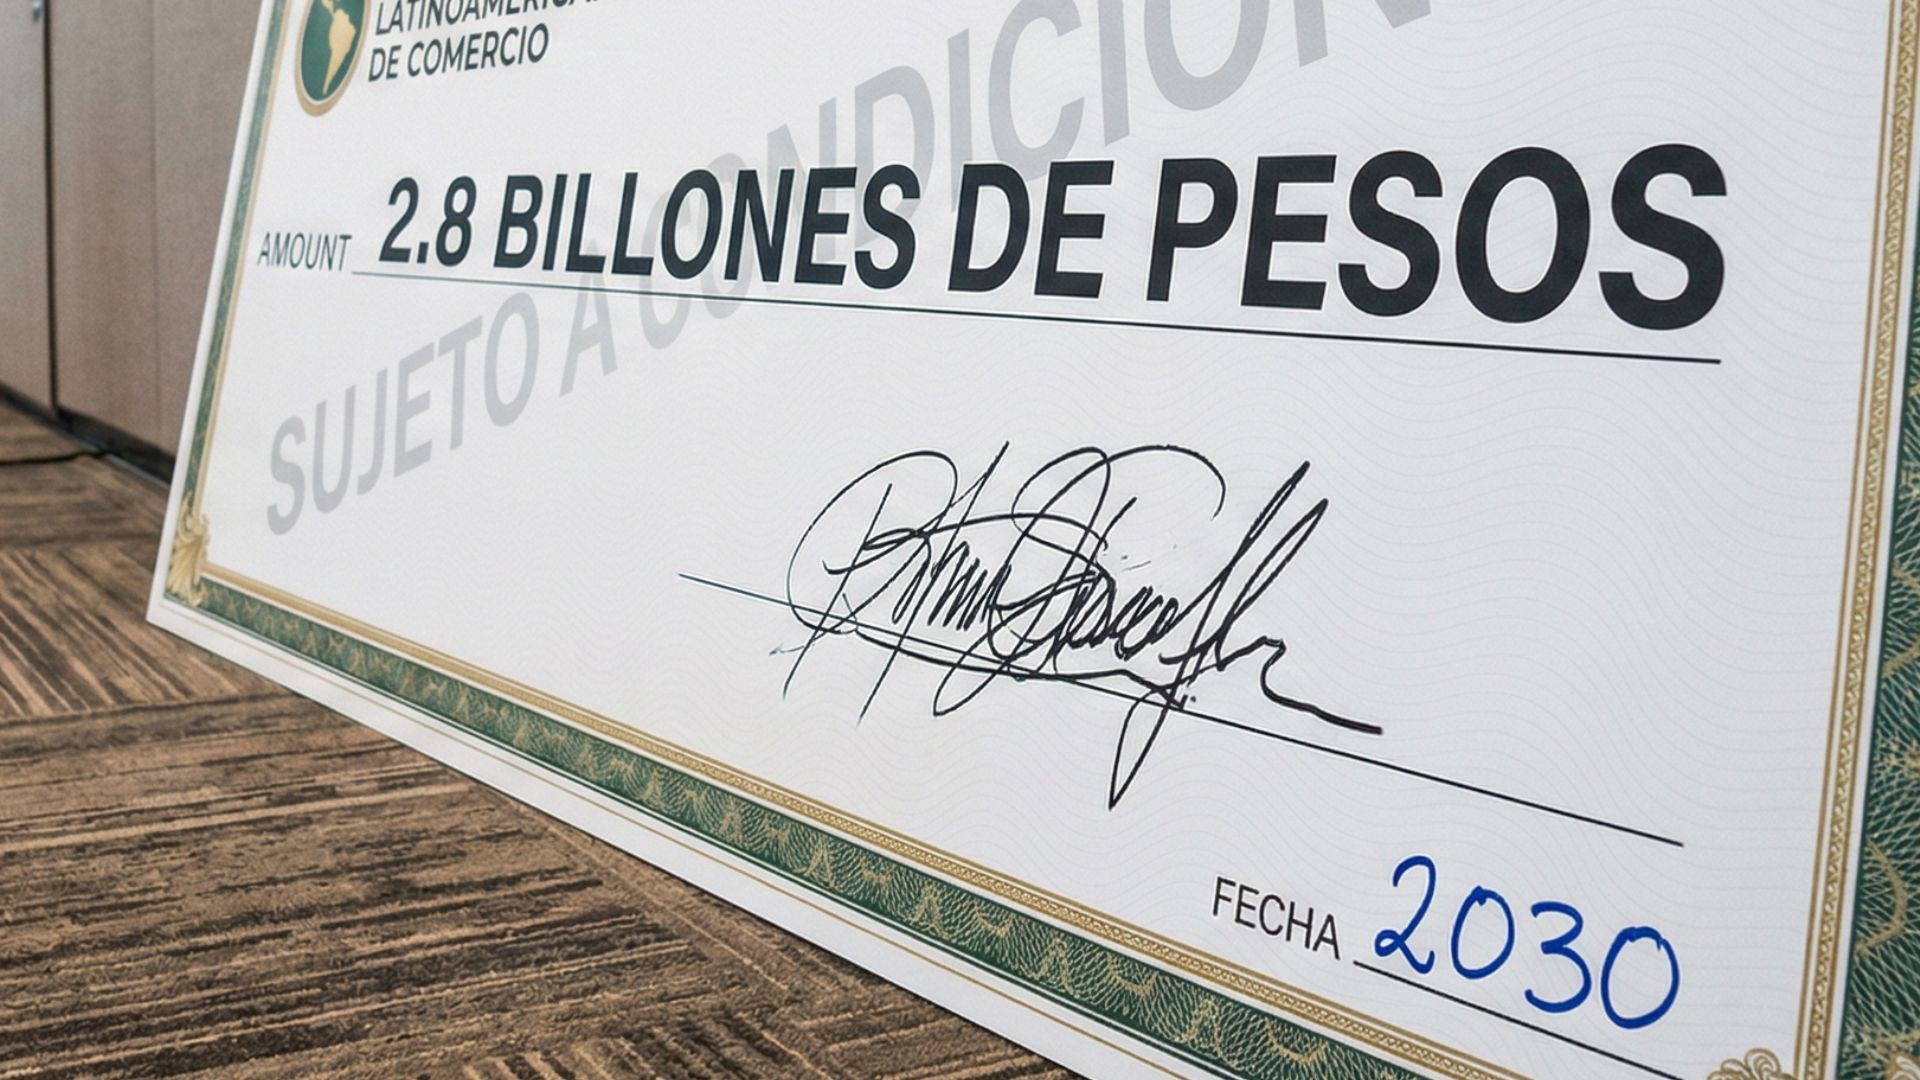 DE COMERCIO
SUJETO A CONDICION
AMOUNT 2.8 BILLONES DE PESOS
FECHA 2030